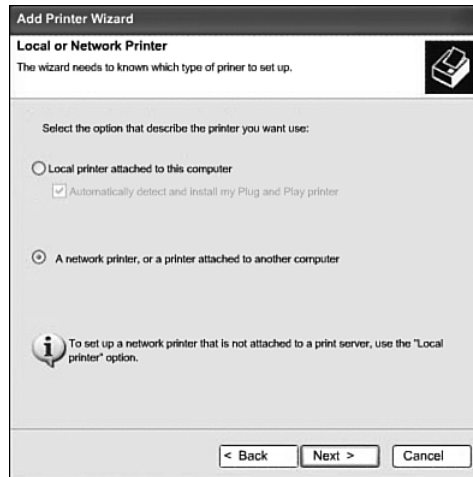 Add Printer Wizard
Local or Network Printer
The wizard needs to known which type of priner to set up.
Select the option that describe the printer you want use:
Local printer attached to this computer
Automatically detect and install my Plug and Play printer
A network printer, or a printer attached to another computer
To set up a network printer that is not attached to a print server, use the "Local
printer" option.
< Back Next > Cancel